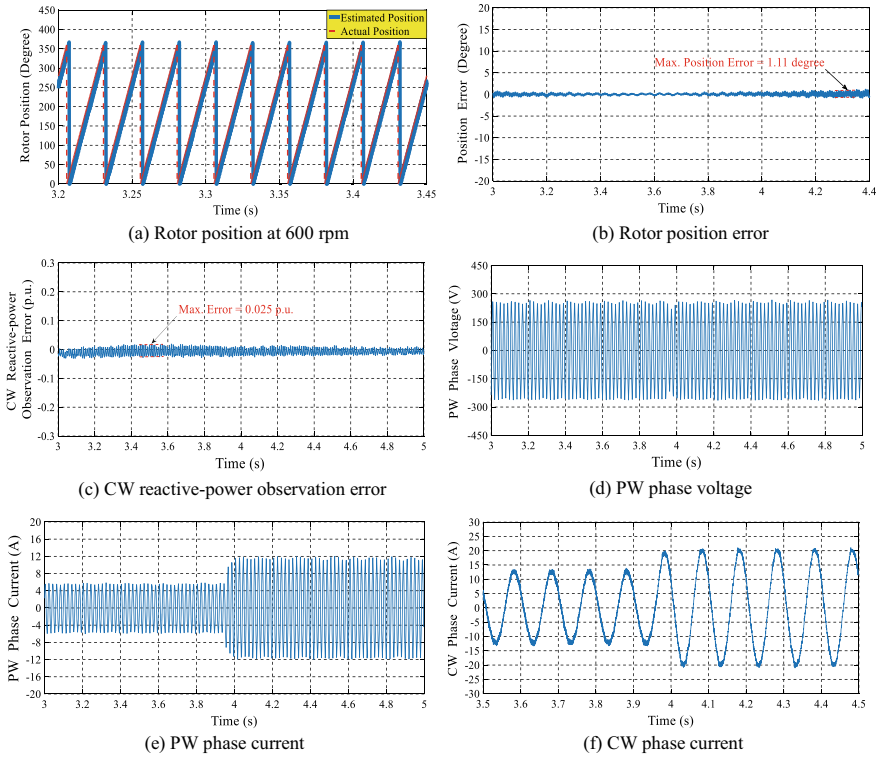 450
400
350
300
250
200
150
100
50
0
Rotor Position (Degree)
Estimated Position
Actual Position
3.2 3.25 3.3 3.35 3.4 3.45
Time (s)
(a) Rotor position at 600 rpm
20
15
10
5
0
-5
-10
-15
-20
Position Error (Degree)
Max. Position Error = 1.11 degree
3 3.2 3.4 3.6 3.8 4 4.2 4.4
Time (s)
(b) Rotor position error
0.3
0.2
0.1
0
-0.1
-0.2
-0.3
CW Reactive-power
Observation Error (p.u.)
Max. Error = 0.025 p.u.
3 3.2 3.4 3.6 3.8 4 4.2 4.4 4.6 4.8 5
Time (s)
(c) CW reactive-power observation error
450
300
150
0
-150
-300
-450
PW Phase Vlotage (V)
3 3.2 3.4 3.6 3.8 4 4.2 4.4 4.6 4.8 5
Time (s)
(d) PW phase voltage
20
16
12
8
4
0
-4
-8
-12
-16
-20
PW Phase Current (A)
3 3.2 3.4 3.6 3.8 4 4.2 4.4 4.6 4.8 5
Time (s)
(e) PW phase current
30
25
20
15
10
5
0
-5
-10
-15
-20
-25
-30
CW Phase Current (A)
3.5 3.6 3.7 3.8 3.9 4 4.1 4.2 4.3 4.4 4.5
Time (s)
(f) CW phase current